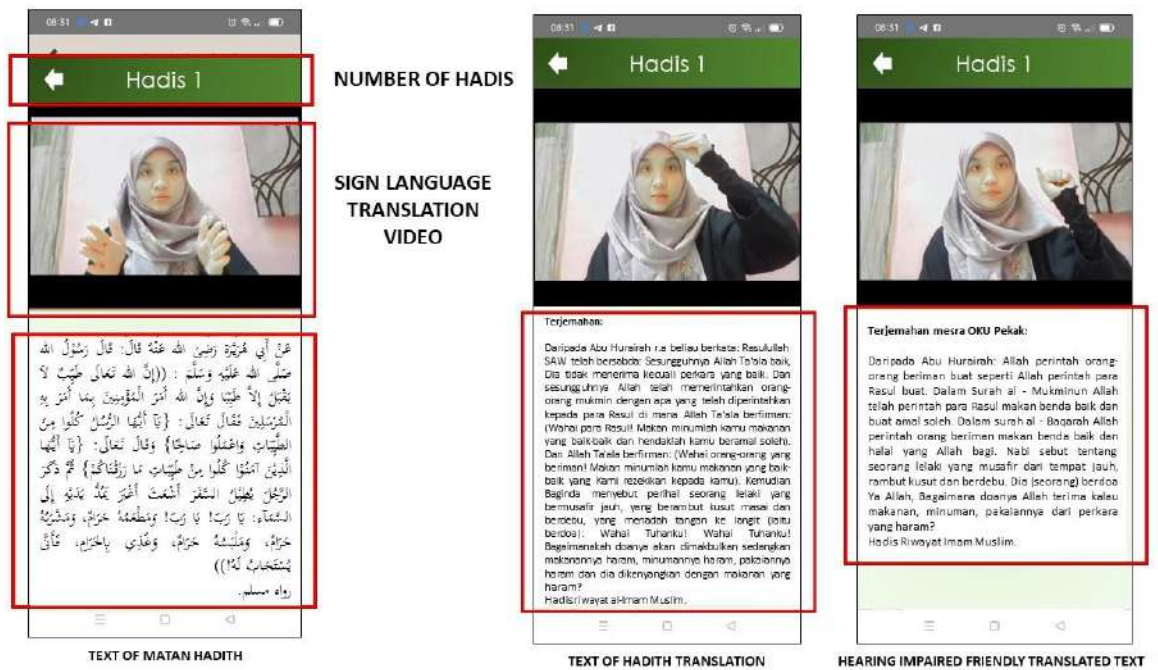 08:31
Hadis 1
NUMBER OF HADIS
SIGN LANGUAGE
TRANSLATION
VIDEO
عَنْ أَبِي هُرَيْرَةَ رَضِيَ الله عَنْهُ قَالَ: قَالَ رَسُوْلُ الله
صَلَّى الله عَلَيْهِ وَسَلَّمَ : ((إِنَّ الله تَعَالَى طَيِّبٌ لاَ
يَقْبَلُ إِلاَّ طَيِّبًا وَإِنَّ الله أَمَرَ الْمُؤْمِنِيْنَ بِمَا أَمَرَ بِهِ
الْمُرْسَلِيْنَ فَقَالَ تَعَالَى: {يَا أَيُّهَا الرُّسُلُ كُلُوا مِنَ
الطَّيِّبَاتِ وَاعْمَلُوا صَالِحًا} وَقَالَ تَعَالَى: {يَا أَيُّهَا
الَّذِيْنَ آمَنُوْا كُلُوا مِنْ طَيِّبَاتِ مَا رَزَقْنَاكُمْ} ثُمَّ ذَكَرَ
الرَّجُلَ يُطِيْلُ السَّفَرَ أَشْعَثَ أَغْبَرَ يَمُدُّ يَدَيْهِ إِلَى
السَّمَآءِ: يَا رَبِّ! يَا رَبِّ! وَمَطْعَمُهُ حَرَامٌ، وَمَشْرَبُهُ
حَرَامٌ، وَمَلْبَسُهُ حَرَامٌ، وَغُذِي بِالْحَرَامِ، فَأَنَّى
يُسْتَجَابُ لَهُ!))
رواه مسلم.
TEXT OF MATAN HADITH
08:31
Hadis 1
Terjemahan:
Daripada Abu Hurairah r.a beliau berkata: Rasulullah
SAW telah bersabda: Sesungguhnya Allah Ta'ala baik,
Dia tidak menerima kecuali perkara yang baik. Dan
sesungguhnya Allah telah memerintahkan orang-
orang mukmin dengan apa yang telah diperintahkan
kepada para Rasul di mana Allah Ta'ala berfirman:
(Wahai para Rasul! Makan minumlah kamu makanan
yang baik-baik dan hendaklah kamu beramal soleh).
Dan Allah Ta'ala berfirman: (Wahai orang-orang yang
beriman! Makan minumlah kamu makanan yang baik-
baik yang Kami rezekikan kepada kamu). Kemudian
Baginda menyebut perihal seorang lelaki yang
bermusafir jauh, yang berambut kusut masai dan
berdebu, yang menadah tangan ke langit (iaitu
berdoa): Wahai Tuhanku! Wahai Tuhanku!
Bagaimanakah doanya akan dimakbulkan sedangkan
makanannya haram, minumannya haram, pakaiannya
haram dan dia dikenyangkan dengan makanan yang
haram?
Hadis riwayat al-Imam Muslim.
TEXT OF HADITH TRANSLATION
08:31
Hadis 1
Terjemahan mesra OKU Pekak:
Daripada Abu Hurairah: Allah perintah orang-
orang beriman buat seperti Allah perintah para
Rasul buat. Dalam Surah al - Mukminun Allah
telah perintah para Rasul makan benda baik dan
buat amal soleh. Dalam surah al - Baqarah Allah
perintah orang beriman makan benda baik dan
halal yang Allah bagi. Nabi sebut tentang
seorang lelaki yang musafir dari tempat jauh,
rambut kusut dan berdebu. Dia (seorang) berdoa
Ya Allah, Bagaimana doanya Allah terima kalau
makanan, minuman, pakaiannya dari perkara
yang haram?
Hadis Riwayat Imam Muslim.
HEARING IMPAIRED FRIENDLY TRANSLATED TEXT